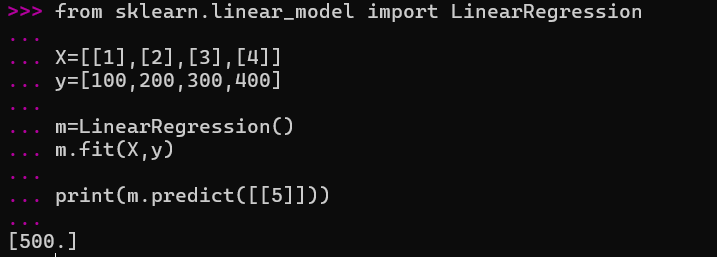 >>> from sklearn.linear_model import LinearRegression
...
... X=[[1],[2],[3],[4]]
... y=[100,200,300,400]
...
... m=LinearRegression()
... m.fit(X,y)
...
... print(m.predict([[5]]))
...
[500.]